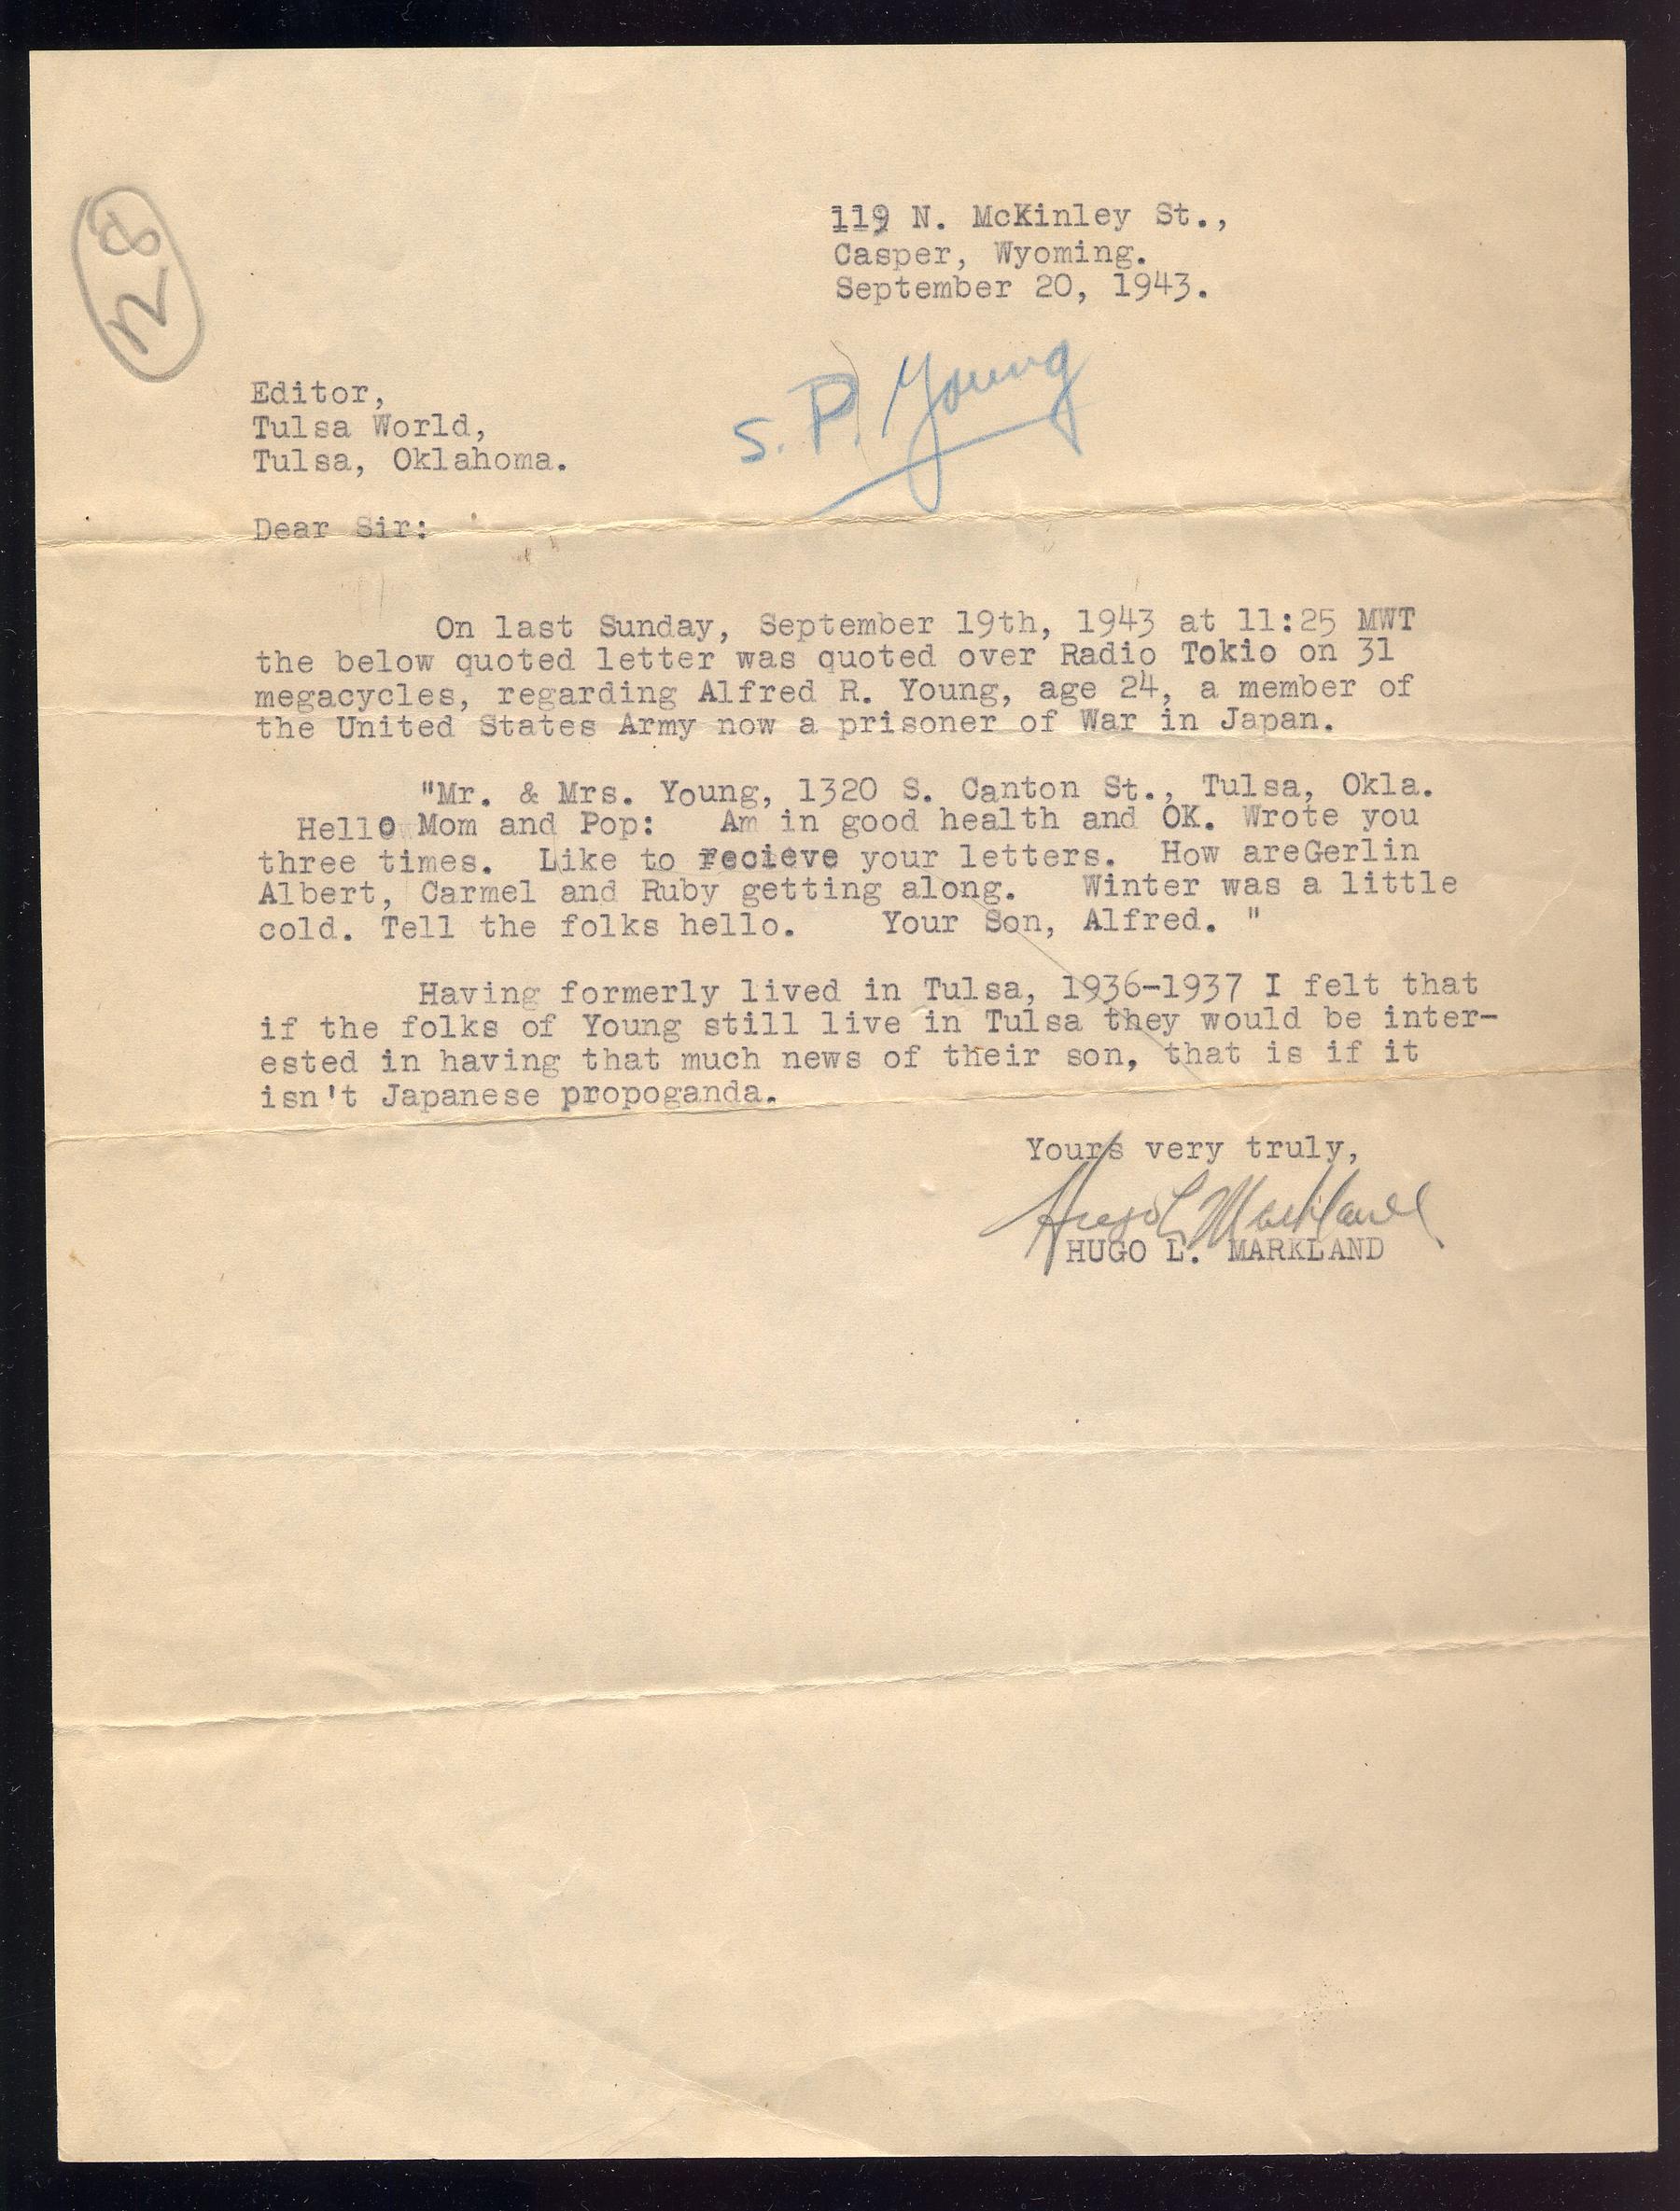 119 N. McKinley St.,
Casper, Wyoming.
September 20, 1943.
28
S. P. Young
Editor,
Tulsa World,
Tulsa, Oklahoma.
Dear Sir:
On last Sunday, September 19th, 1943 at 11:25 MWT
the below quoted letter was quoted over Radio Tokio on 31
megacycles, regarding Alfred R. Young, age 24, a member of
the United States Army now a prisoner of War in Japan.
"Mr. & Mrs. Young, 1320 S. Canton St., Tulsa, Okla.
Hello Mom and Pop: Am in good health and OK. Wrote you
three times. Like to recieve your letters. How areGerlin
Albert, Carmel and Ruby getting along. Winter was a little
cold. Tell the folks hello. Your Son, Alfred. "
Having formerly lived in Tulsa, 1936-1937 I felt that
if the folks of Young still live in Tulsa they would be inter-
ested in having that much news of their son, that is if it
isn't Japanese propoganda.
Yours very truly,
Hugo L Markland
HUGO L. MARKLAND